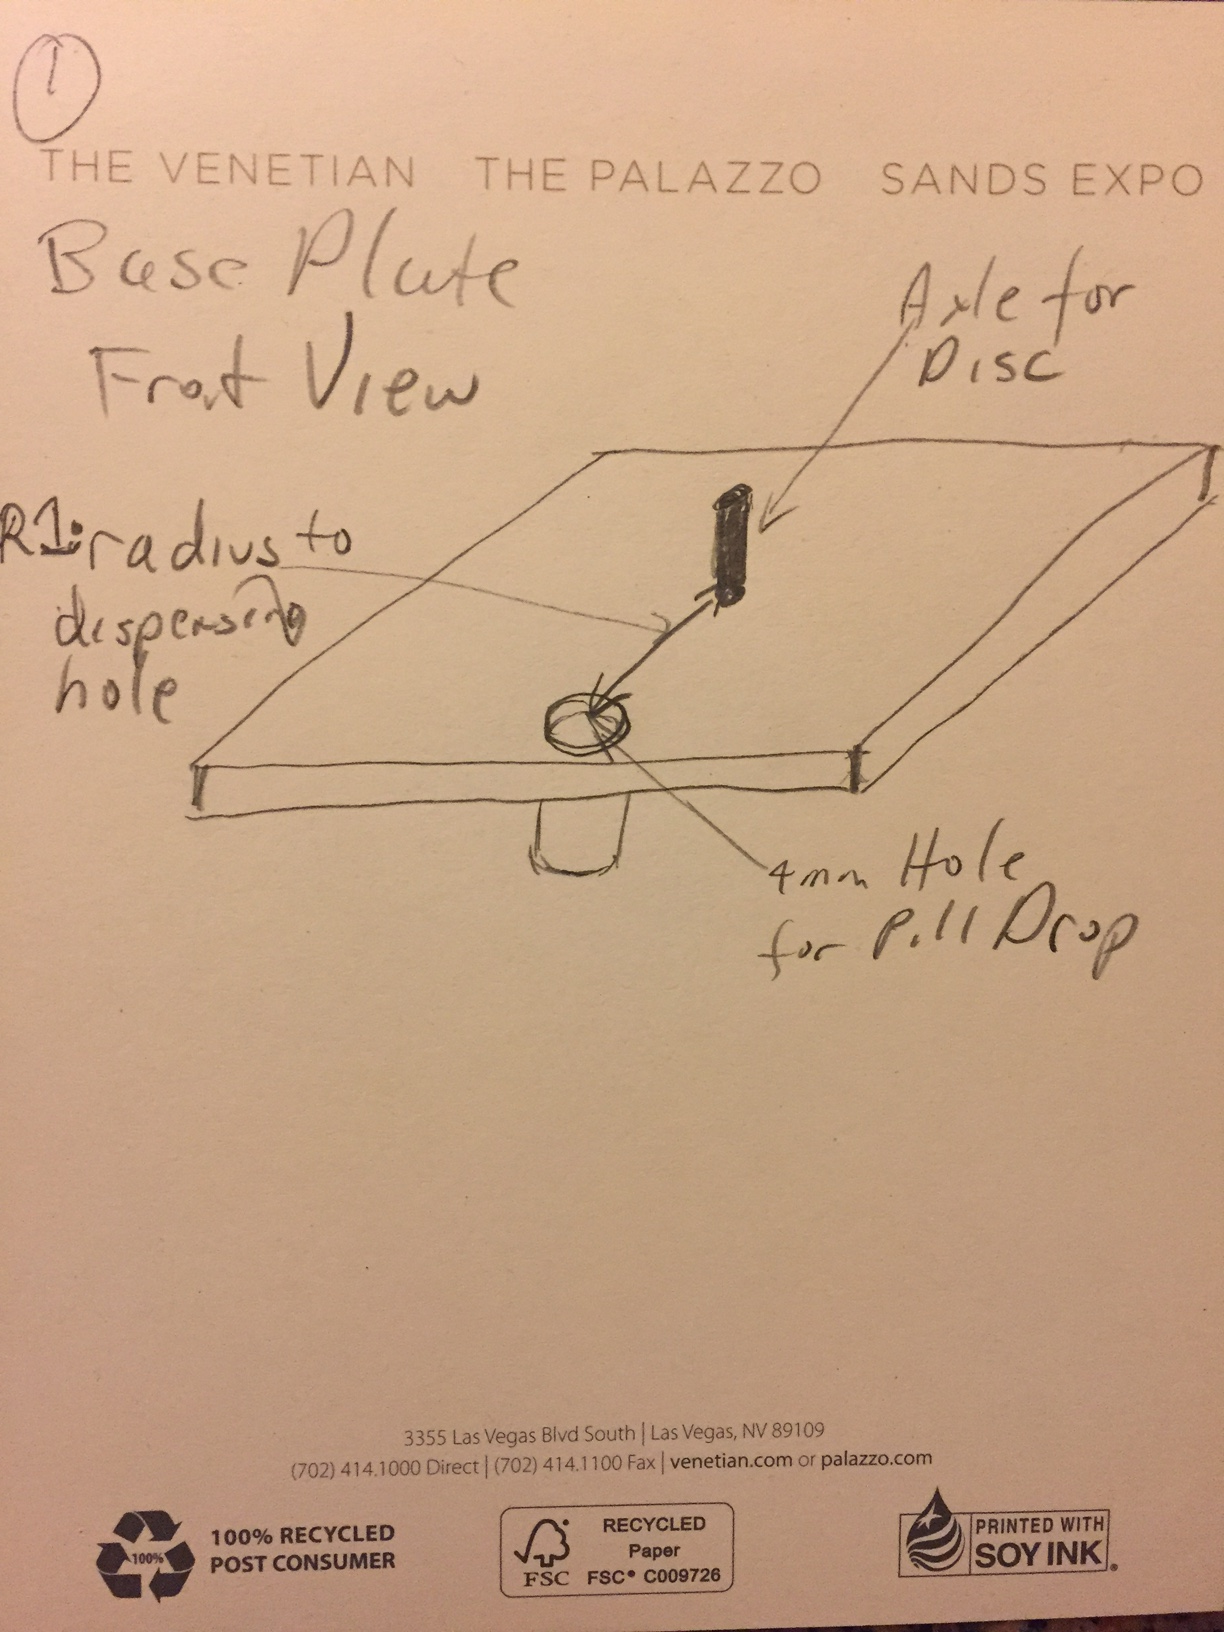 1
THE VENETIAN THE PALAZZO SANDS EXPO
Base Plate
Front View
Axle for
Disc
R1: radius to
dispensing
hole
4mm Hole
for Pill Drop
3355 Las Vegas Blvd South | Las Vegas, NV 89109
(702) 414.1000 Direct | (702) 414.1100 Fax | venetian.com or palazzo.com
100%
100% RECYCLED
POST CONSUMER
FSC
RECYCLED
Paper
FSC® C009726
PRINTED WITH
SOY INK®